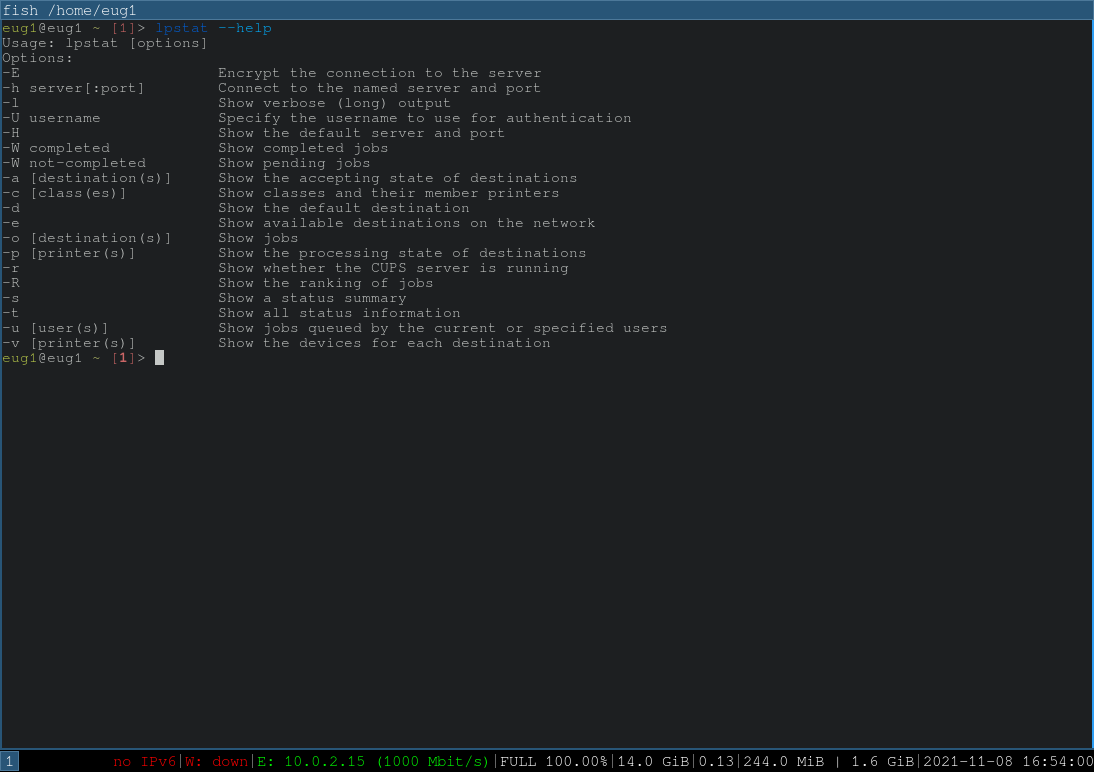 fish /home/eug1
eug1@eug1 ~ [1]> lpstat --help
Usage: lpstat [options]
Options:
-E                      Encrypt the connection to the server
-h server[:port]        Connect to the named server and port
-l                      Show verbose (long) output
-U username             Specify the username to use for authentication
-H                      Show the default server and port
-W completed            Show completed jobs
-W not-completed        Show pending jobs
-a [destination(s)]     Show the accepting state of destinations
-c [class(es)]          Show classes and their member printers
-d                      Show the default destination
-e                      Show available destinations on the network
-o [destination(s)]     Show jobs
-p [printer(s)]         Show the processing state of destinations
-r                      Show whether the CUPS server is running
-R                      Show the ranking of jobs
-s                      Show a status summary
-t                      Show all status information
-u [user(s)]            Show jobs queued by the current or specified users
-v [printer(s)]         Show the devices for each destination
eug1@eug1 ~ [1]>
1 no IPv6|W: down|E: 10.0.2.15 (1000 Mbit/s)|FULL 100.00%|14.0 GiB|0.13|244.0 MiB | 1.6 GiB|2021-11-08 16:54:00